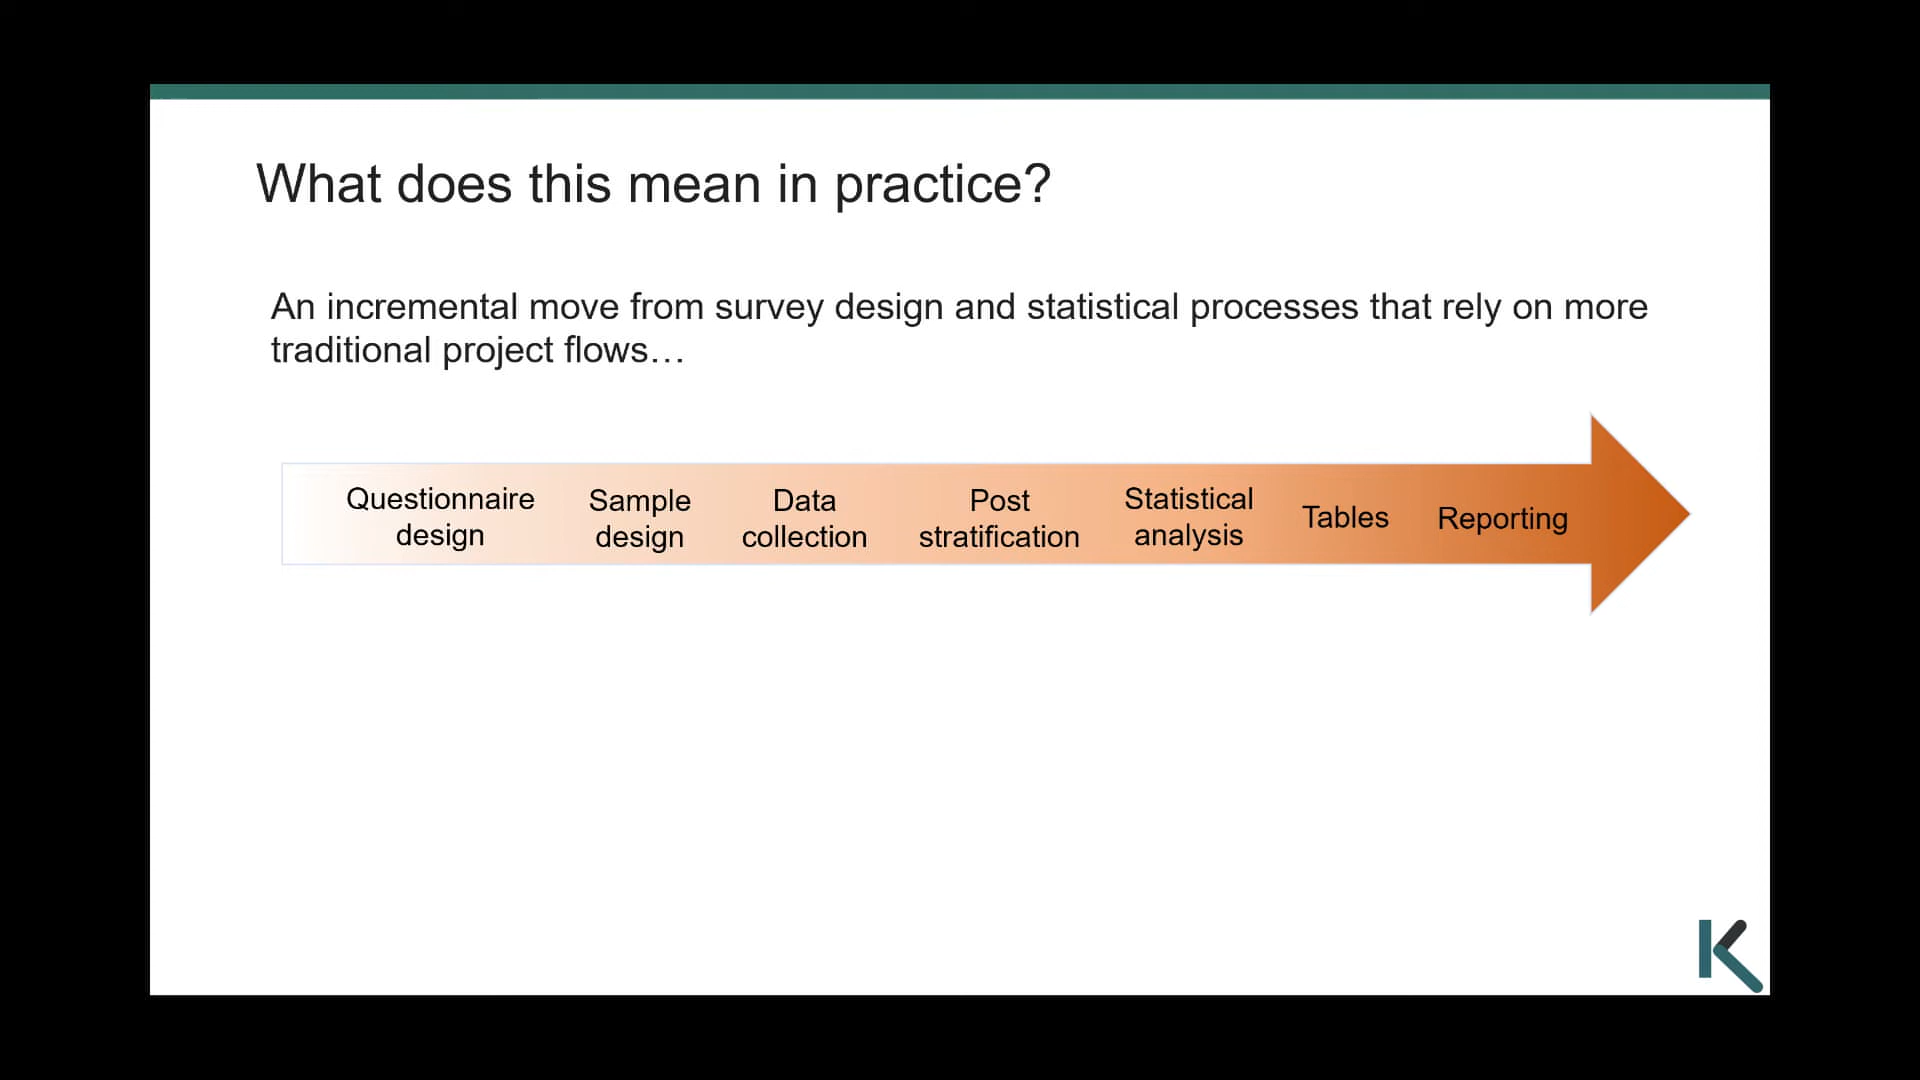 What does this mean in practice?
An incremental move from survey design and statistical processes that rely on more
traditional project flows…
Questionnaire
design
Sample
design
Data
collection
Post
stratification
Statistical
analysis
Tables
Reporting
K